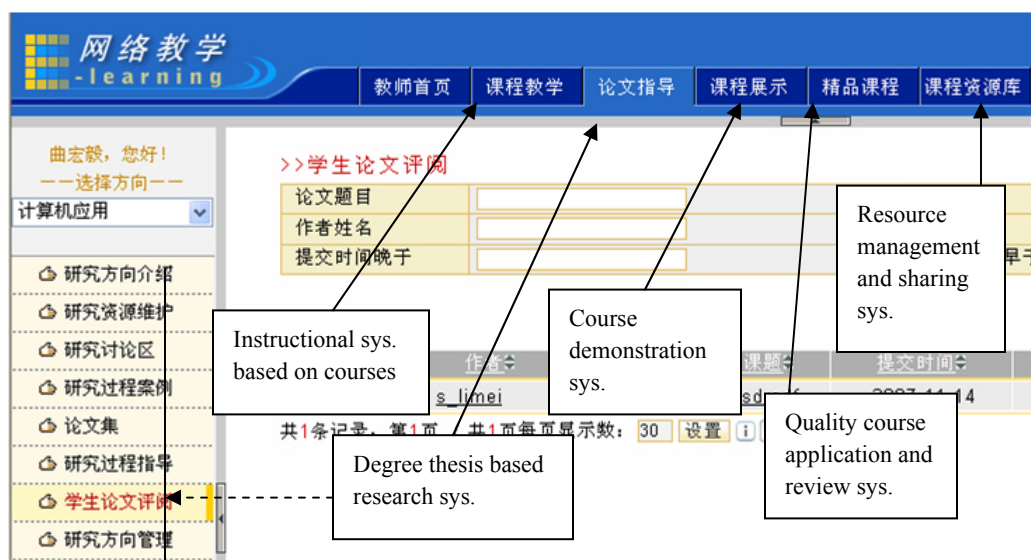 网络教学
-learning
教师首页 课程教学 论文指导 课程展示 精品课程 课程资源库
曲宏毅，您好！
——选择方向——
计算机应用
研究方向介绍
研究资源维护
研究讨论区
研究过程案例
论文集
研究过程指导
学生论文评阅
研究方向管理
>>学生论文评阅
论文题目
作者姓名
提交时间晚于
早于
作者 课题 提交时间
s_limei
共1条记录，第1页 共1页每页显示数： 30 设置
Instructional sys.
based on courses
Degree thesis based
research sys.
Course
demonstration
sys.
Quality course
application and
review sys.
Resource
management
and sharing
sys.